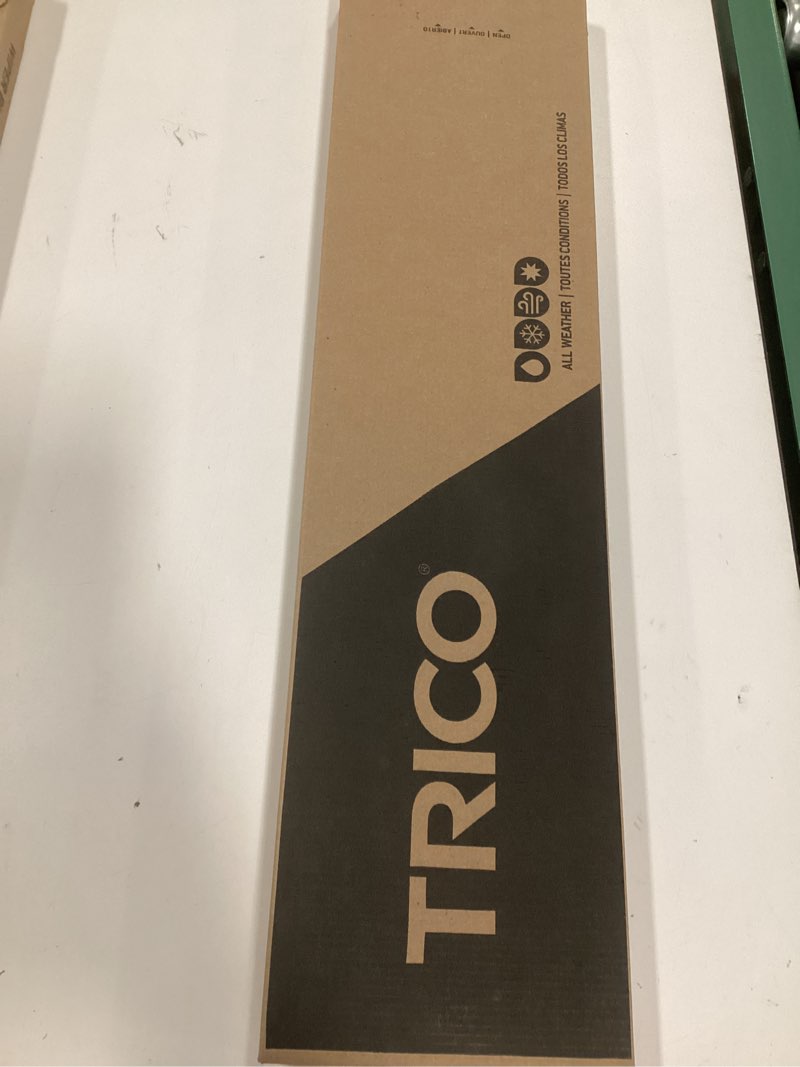 OPEN | OUVERT | ABIERTO
ALL WEATHER | TOUTES CONDITIONS | TODOS LOS CLIMAS
TRICO®